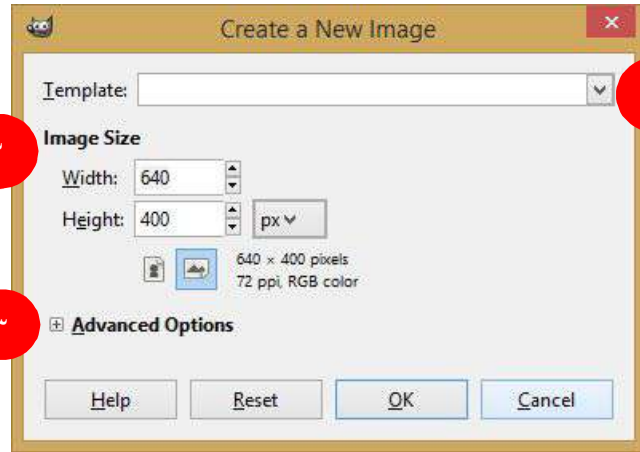 Create a New Image
Template:
Image Size
Width: 640
Height: 400 px
640 × 400 pixels
72 ppi, RGB color
Advanced Options
Help Reset OK Cancel